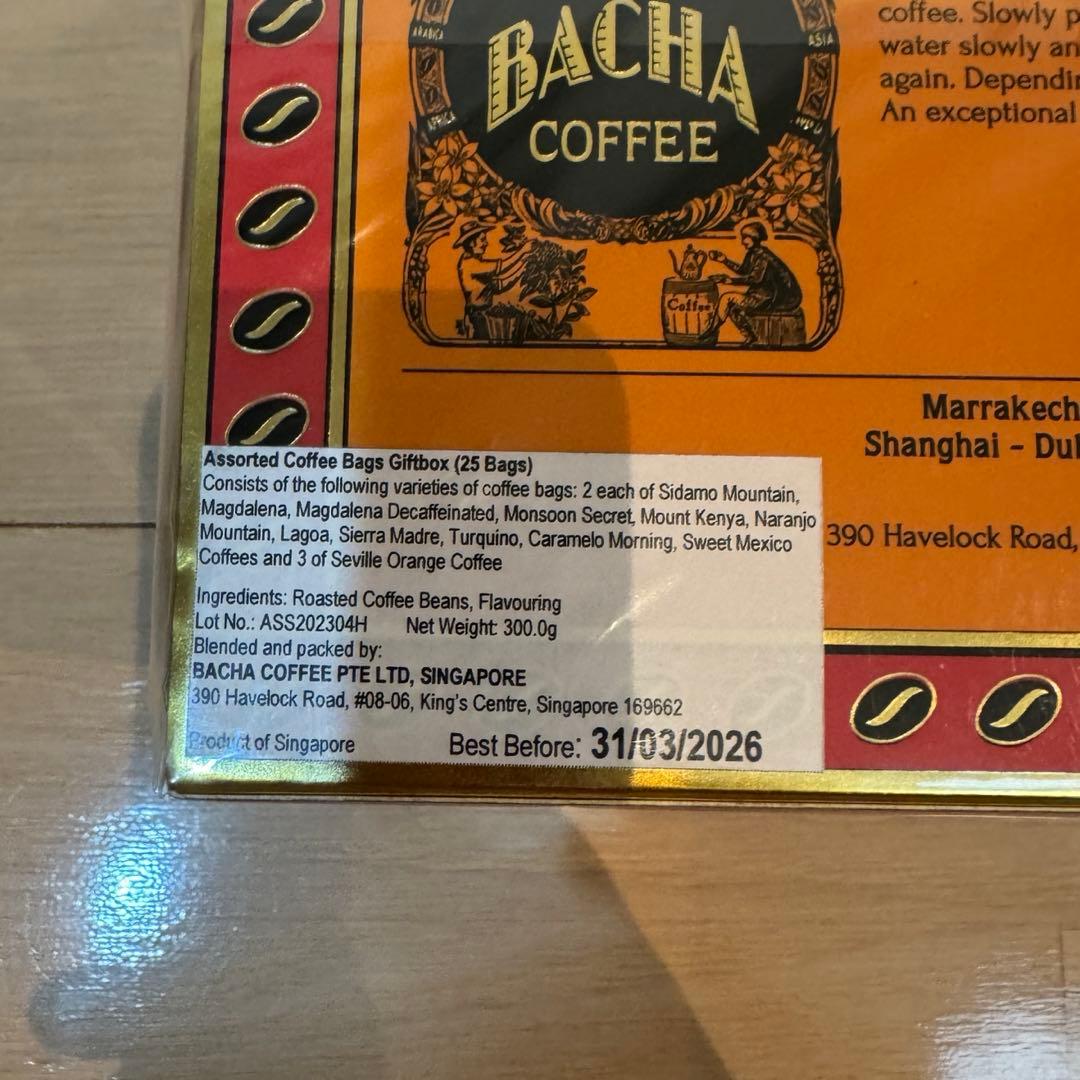 ARABICA
ASIA
BACHA
COFFEE
AFRICA
Coffee
coffee. Slowly
water slowly
again.
An exceptional
Marrakech
Shanghai –
390 Havelock Road,
Assorted Coffee Bags Giftbox (25 Bags)
Consists of the following varieties of coffee bags: 2 each of Sidamo Mountain,
Magdalena, Magdalena Decaffeinated, Monsoon Secret, Mount Kenya, Naranjo
Mountain, Lagoa, Sierra Madre, Turquino, Caramelo Morning, Sweet Mexico
Coffees and 3 of Seville Orange Coffee
Ingredients: Roasted Coffee Beans, Flavouring
Lot No.: ASS202304H Net Weight: 300.0g
Blended and packed by:
BACHA COFFEE PTE LTD, SINGAPORE
390 Havelock Road, #08-06, King's Centre, Singapore 169662
Product of Singapore Best Before: 31/03/2026